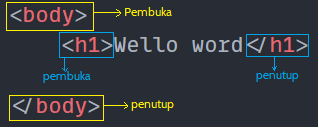 <body> Pembuka
<h1>Wello word</h1>
pembuka penutup
</body> penutup